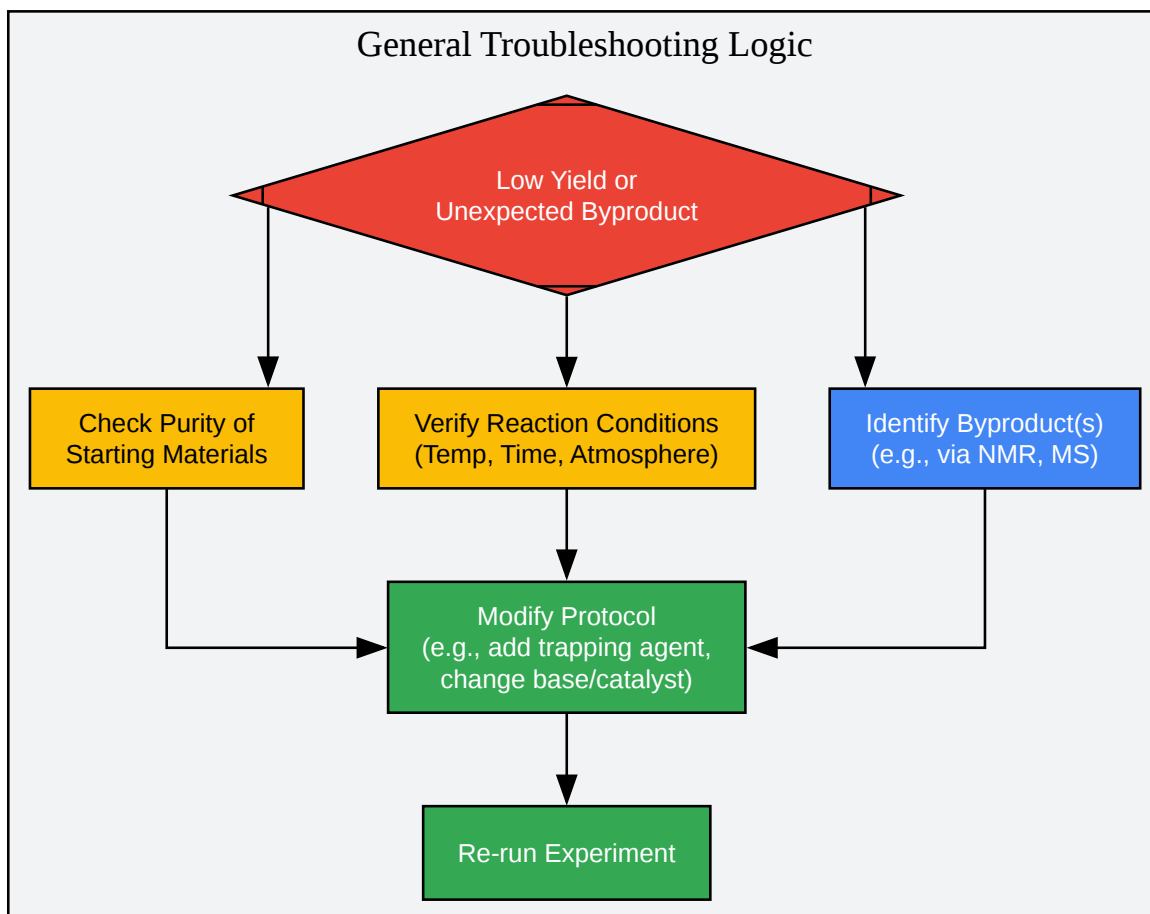 General Troubleshooting Logic
Low Yield or
Unexpected Byproduct
Check Purity of
Starting Materials
Verify Reaction Conditions
(Temp, Time, Atmosphere)
Identify Byproduct(s)
(e.g., via NMR, MS)
Modify Protocol
(e.g., add trapping agent,
change base/catalyst)
Re-run Experiment